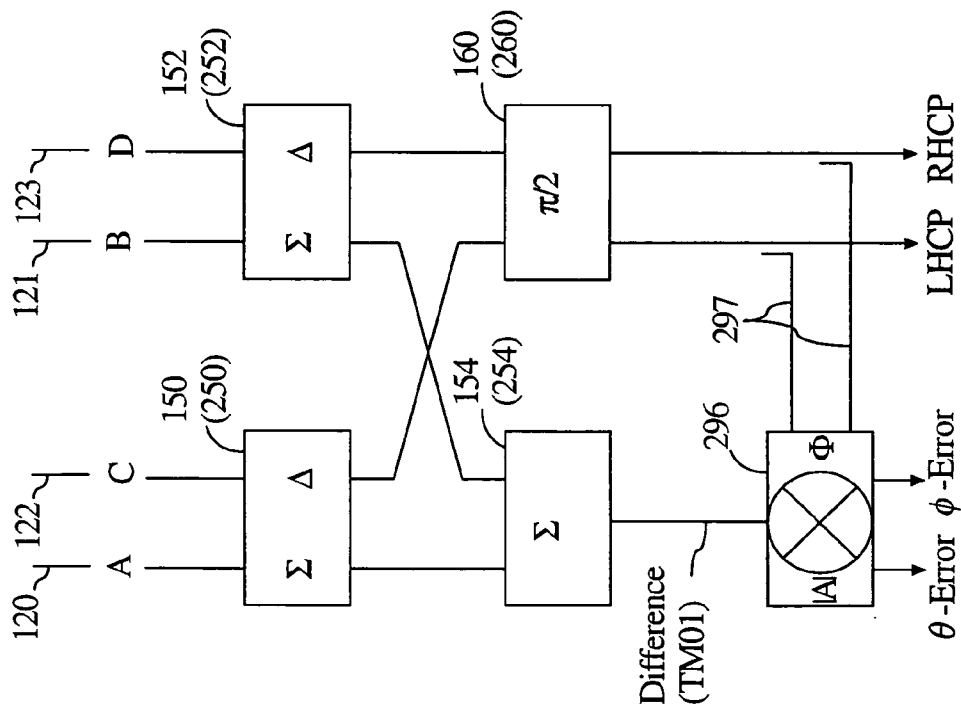 120
122
121
123
A
C
B
D
150
(250)
152
(252)
Σ Δ
Σ Δ
154
(254)
160
(260)
Σ
π/2
Difference
(TM01)
296
297
|A|
Φ
θ-Error
ϕ-Error
LHCP
RHCP